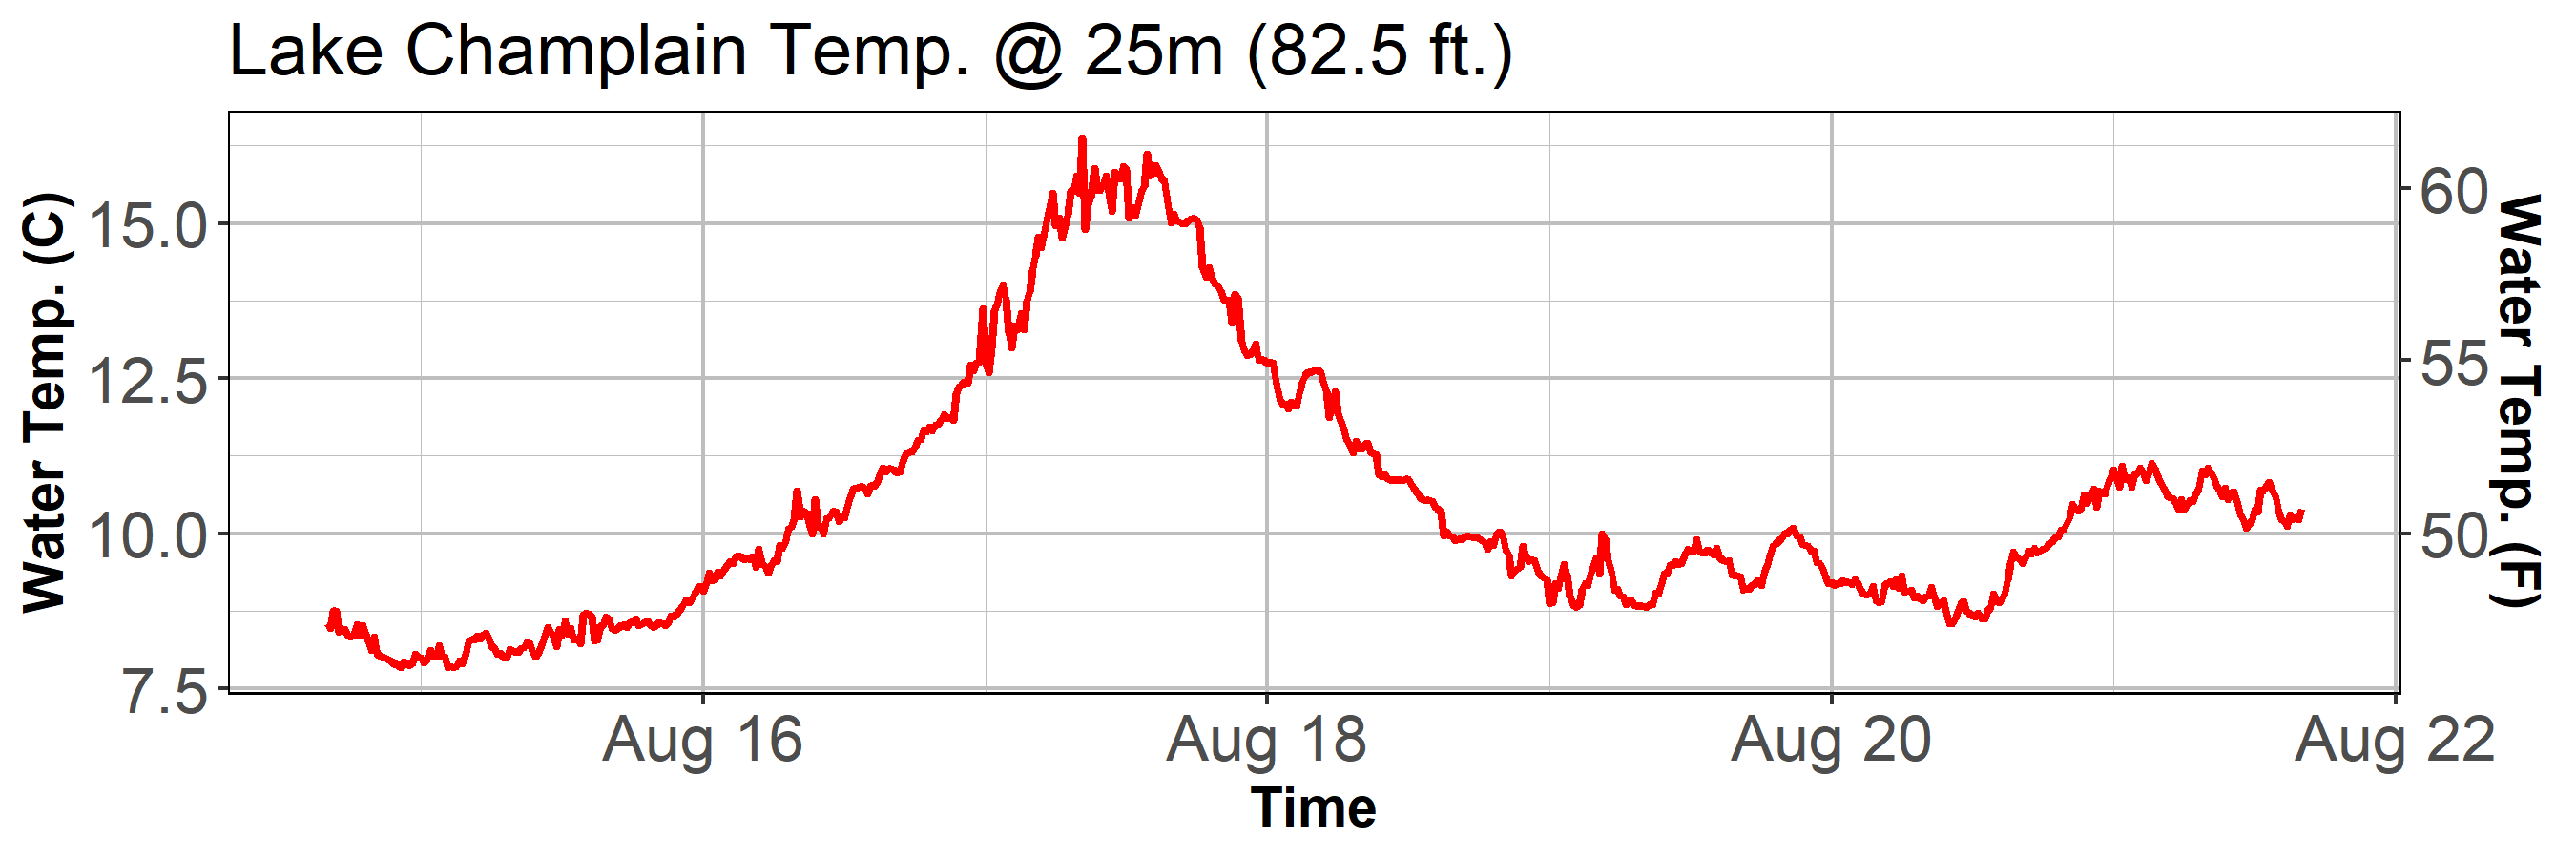 Lake Champlain Temp. @ 25m (82.5 ft.)
Water Temp. (C)
15.0
12.5
10.0
7.5
60
55
50
Water Temp. (F)
Aug 16 Aug 18 Aug 20 Aug 22
Time